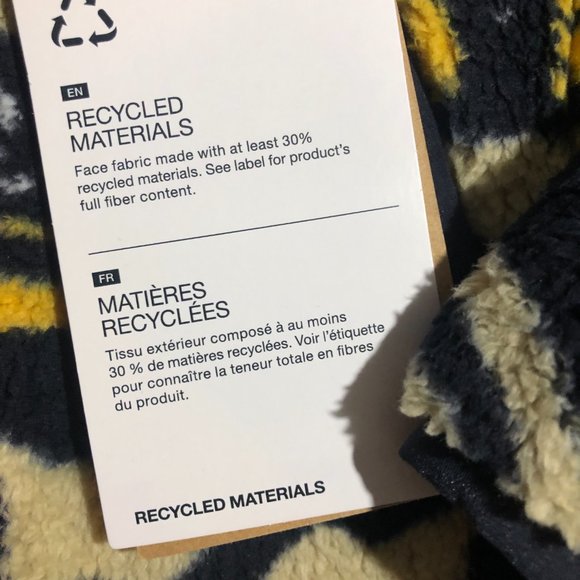 EN
RECYCLED
MATERIALS
Face fabric made with at least 30%
recycled materials. See label for product's
full fiber content.
FR
MATIÈRES
RECYCLÉES
Tissu extérieur composé à au moins
30 % de matières recyclées. Voir l'étiquette
pour connaître la teneur totale en fibres
du produit.
RECYCLED MATERIALS